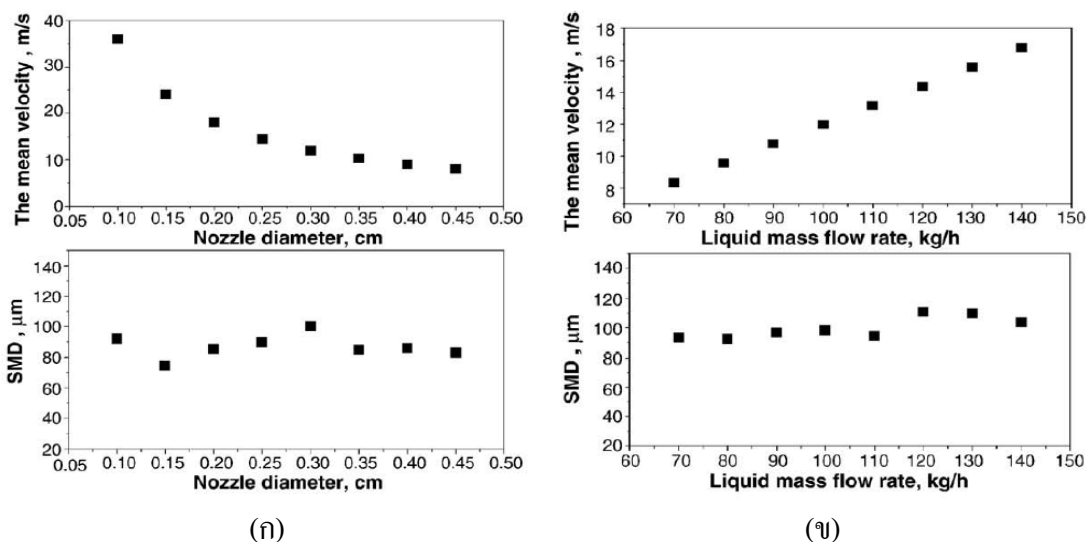 The mean velocity , m/s
40
30
20
10
0
0.05 0.10 0.15 0.20 0.25 0.30 0.35 0.40 0.45 0.50
Nozzle diameter, cm
SMD , μm
140
120
100
80
60
40
20
0.05 0.10 0.15 0.20 0.25 0.30 0.35 0.40 0.45 0.50
Nozzle diameter, cm
(ก)
The mean velocity , m/s
18
16
14
12
10
8
60 70 80 90 100 110 120 130 140 150
Liquid mass flow rate, kg/h
SMD , μm
140
120
100
80
60
40
20
60 70 80 90 100 110 120 130 140 150
Liquid mass flow rate, kg/h
(ข)